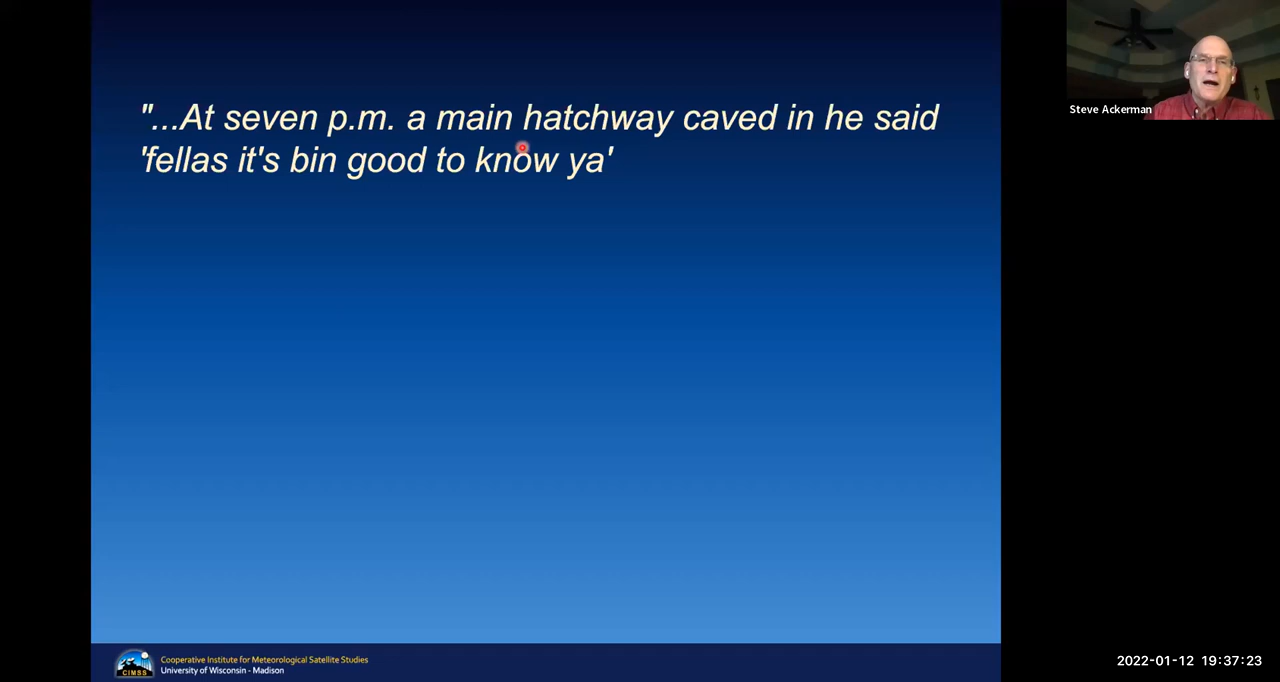 "...At seven p.m. a main hatchway caved in he said
'fellas it's bin good to know ya'
Steve Ackerman
CIMSS
Cooperative Institute for Meteorological Satellite Studies
University of Wisconsin - Madison
2022-01-12 19:37:23